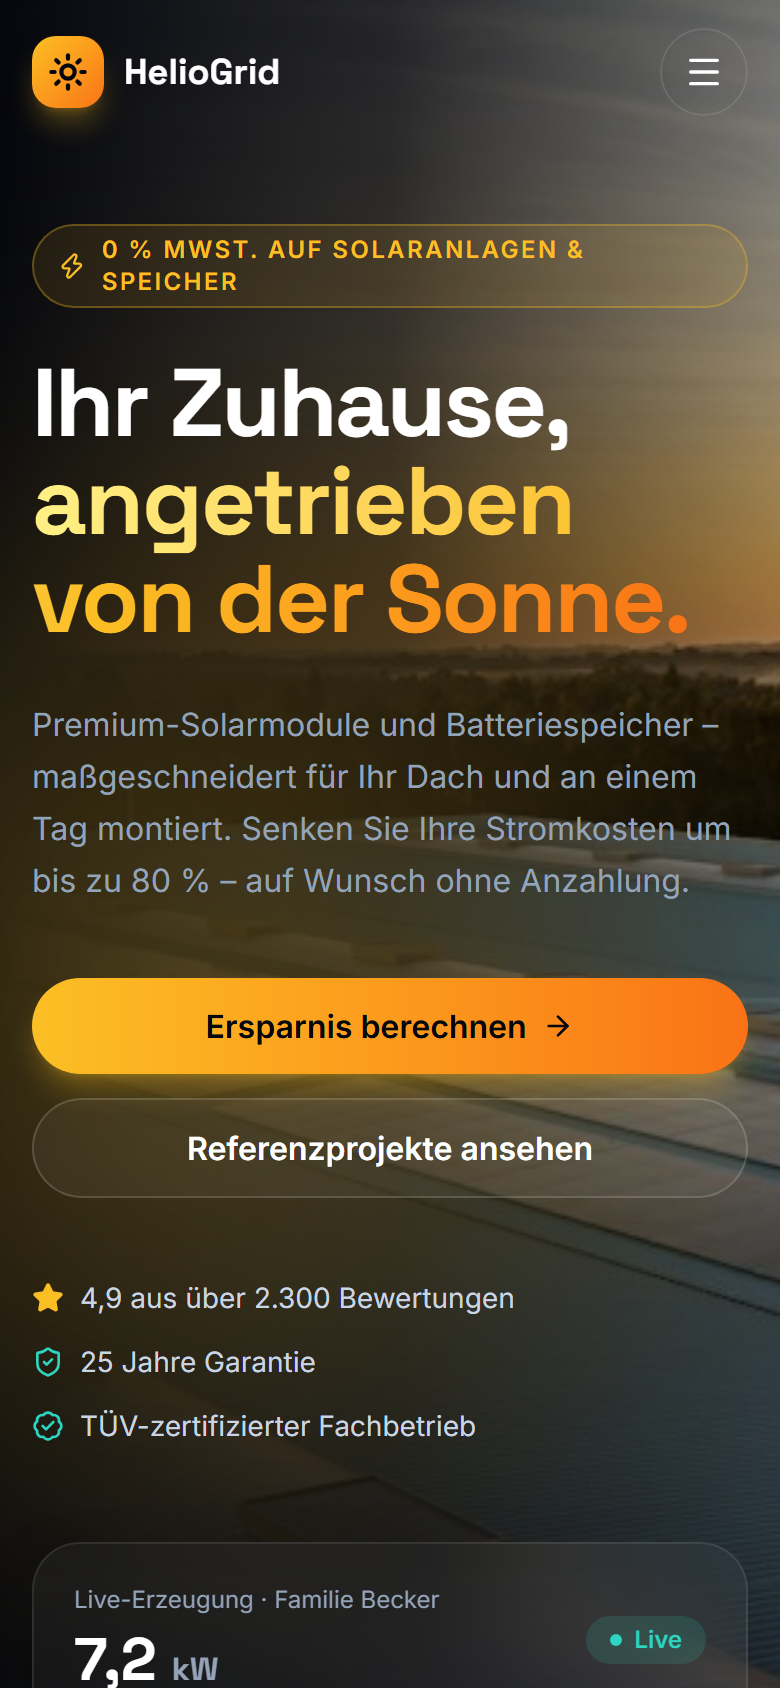 HelioGrid
0 % MWST. AUF SOLARANLAGEN &
SPEICHER
Ihr Zuhause,
angetrieben
von der Sonne.
Premium-Solarmodule und Batteriespeicher –
maßgeschneidert für Ihr Dach und an einem
Tag montiert. Senken Sie Ihre Stromkosten um
bis zu 80 % – auf Wunsch ohne Anzahlung.
Ersparnis berechnen →
Referenzprojekte ansehen
4,9 aus über 2.300 Bewertungen
25 Jahre Garantie
TÜV-zertifizierter Fachbetrieb
Live-Erzeugung · Familie Becker
7,2 kW
Live